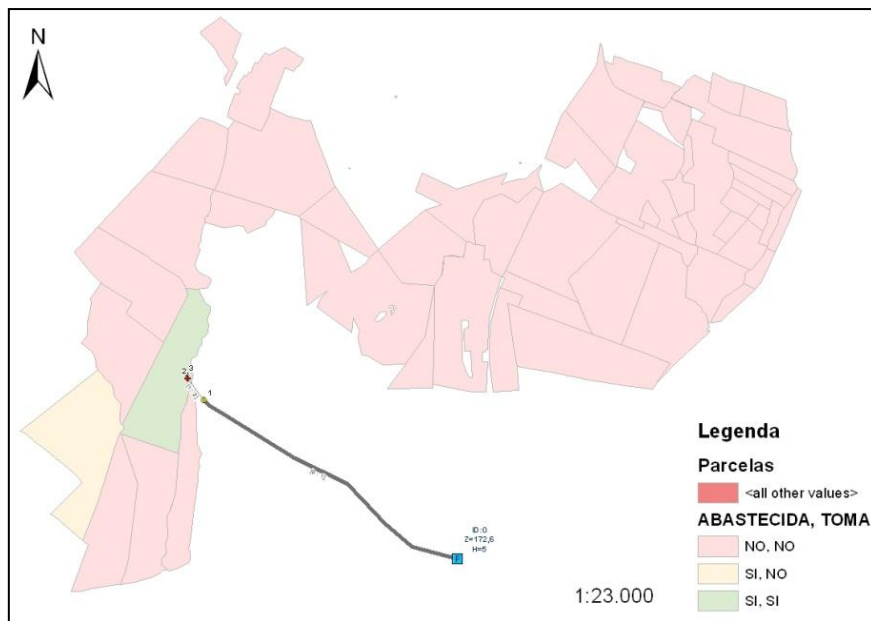 N
2 3
1
ID:0
Z=172,6
H=5
Legenda
Parcelas
<all other values>
ABASTECIDA, TOMA
NO, NO
SI, NO
SI, SI
1:23.000